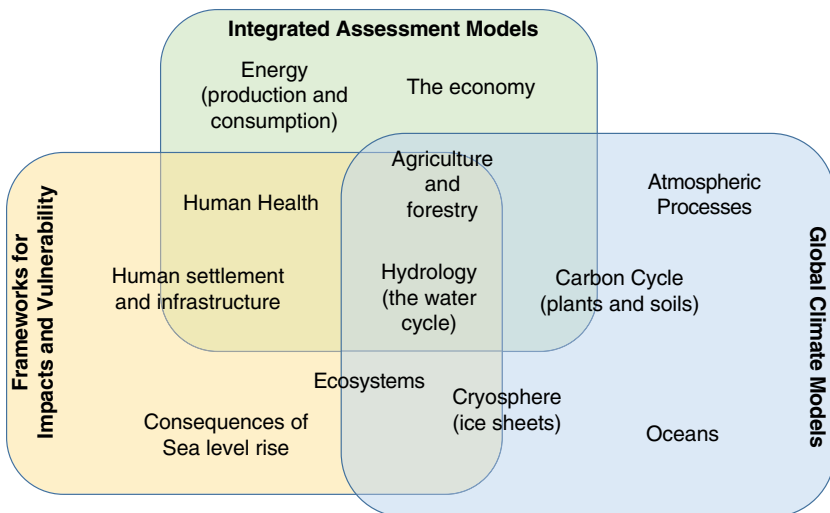 Integrated Assessment Models
Energy
(production and
consumption)
The economy
Agriculture
and
forestry
Atmospheric
Processes
Human Health
Frameworks for
Impacts and Vulnerability
Human settlement
and infrastructure
Hydrology
(the water
cycle)
Carbon Cycle
(plants and soils)
Global Climate Models
Ecosystems
Cryosphere
(ice sheets)
Consequences of
Sea level rise
Oceans